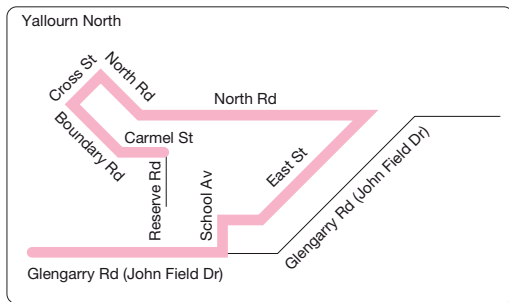 Yallourn North
Cross St
North Rd
North Rd
Boundary Rd
Carmel St
Reserve Rd
School Av
East St
Glengarry Rd (John Field Dr)
Glengarry Rd (John Field Dr)